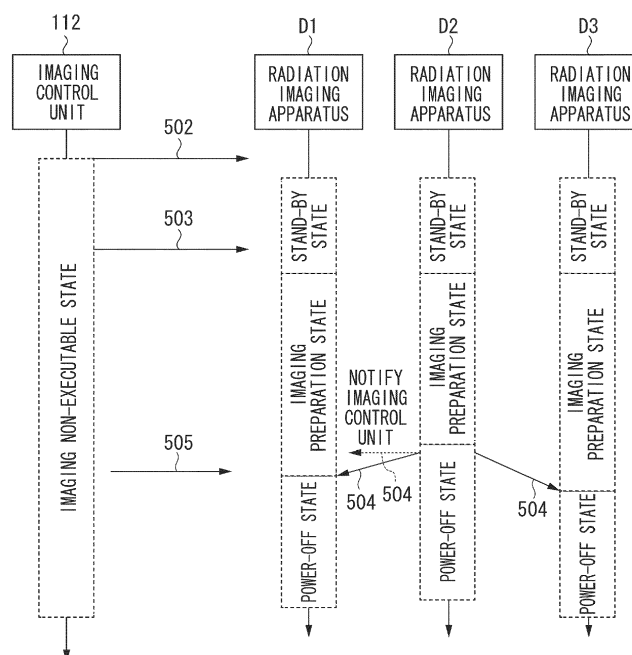 112
D1
D2
D3
IMAGING
CONTROL
UNIT
RADIATION
IMAGING
APPARATUS
RADIATION
IMAGING
APPARATUS
RADIATION
IMAGING
APPARATUS
502
503
505
IMAGING NON-EXECUTABLE STATE
STAND-BY
STATE
STAND-BY
STATE
STAND-BY
STATE
IMAGING
PREPARATION STATE
IMAGING
PREPARATION STATE
IMAGING
PREPARATION STATE
NOTIFY
IMAGING
CONTROL
UNIT
504
504
504
POWER-OFF STATE
POWER-OFF STATE
POWER-OFF STATE